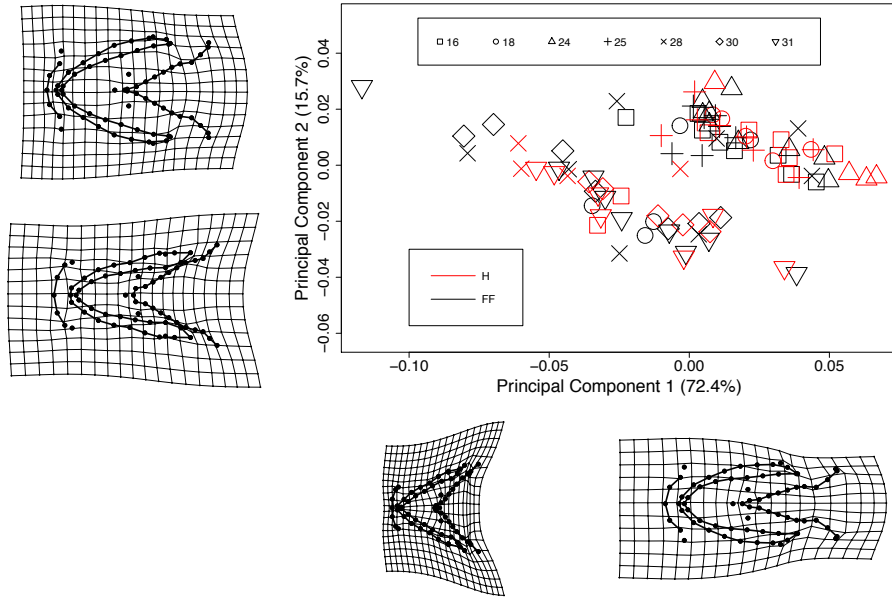 16 18 24 25 28 30 31
0.04
0.02
0.00
−0.02
−0.04
−0.06
Principal Component 2 (15.7%)
H
FF
−0.10 −0.05 0.00 0.05
Principal Component 1 (72.4%)